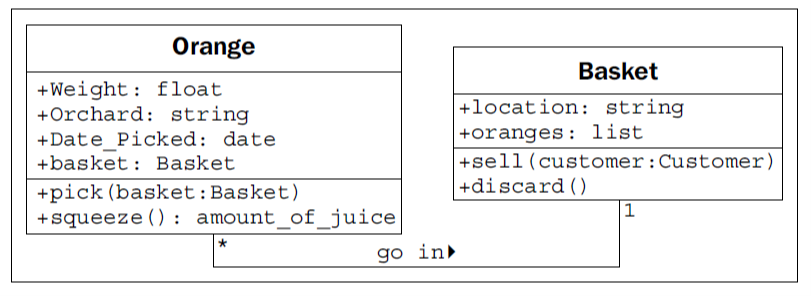 Orange
+Weight: float
+Orchard: string
+Date_Picked: date
+basket: Basket
+pick(basket:Basket)
+squeeze(): amount_of_juice
Basket
+location: string
+oranges: list
+sell(customer:Customer)
+discard()
*
go in
1